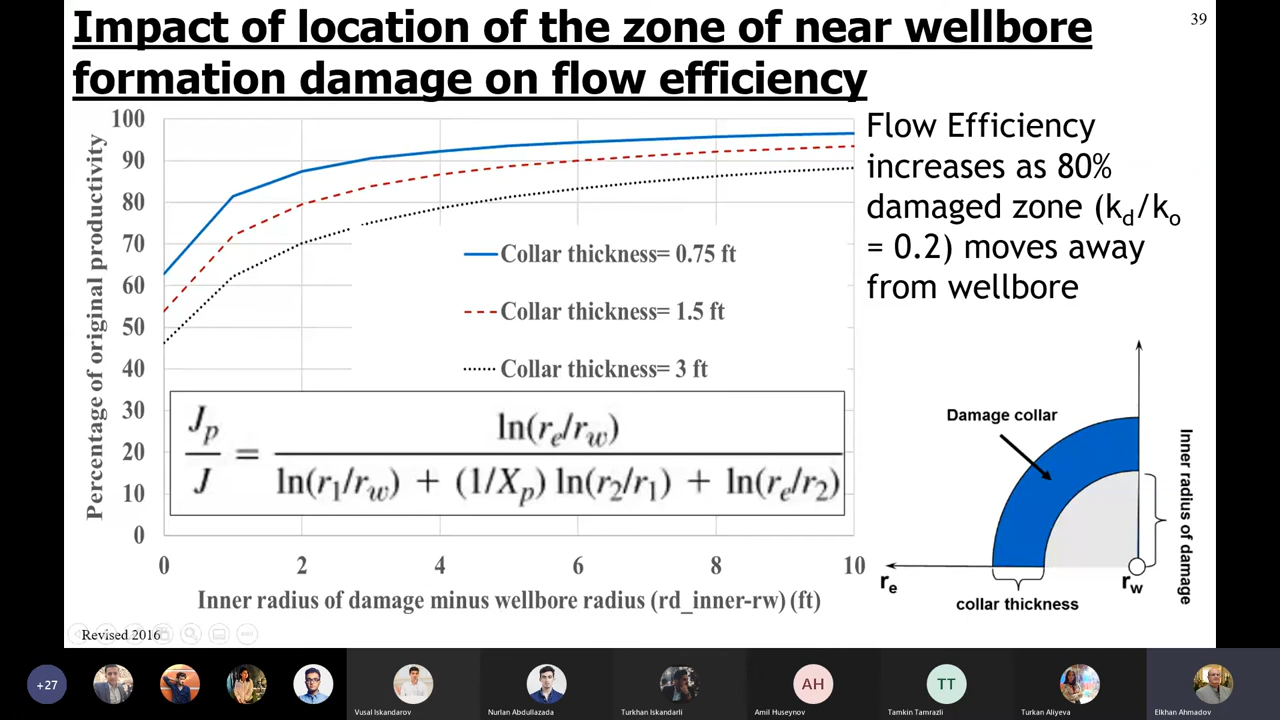 Impact of location of the zone of near wellbore
formation damage on flow efficiency
39
Percentage of original productivity
100
90
80
70
60
50
40
30
20
10
0
Collar thickness= 0.75 ft
Collar thickness= 1.5 ft
Collar thickness= 3 ft
Jp/J = ln(re/rw) / ln(r1/rw) + (1/Xp) ln(r2/r1) + ln(re/r2)
0 2 4 6 8 10
Inner radius of damage minus wellbore radius (rd_inner-rw) (ft)
Flow Efficiency
increases as 80%
damaged zone (kd/ko
= 0.2) moves away
from wellbore
Damage collar
Inner radius of damage
re
rw
collar thickness
Revised 2016
+27
Vusal Iskandarov
Nurlan Abdullazada
Turkhan Iskandarli
AH
Amil Huseynov
TT
Tamkin Tamrazli
Turkan Aliyeva
Elkhan Ahmadov